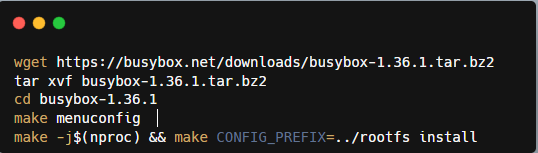 wget https://busybox.net/downloads/busybox-1.36.1.tar.bz2
tar xvf busybox-1.36.1.tar.bz2
cd busybox-1.36.1
make menuconfig
make -j$(nproc) && make CONFIG_PREFIX=../rootfs install